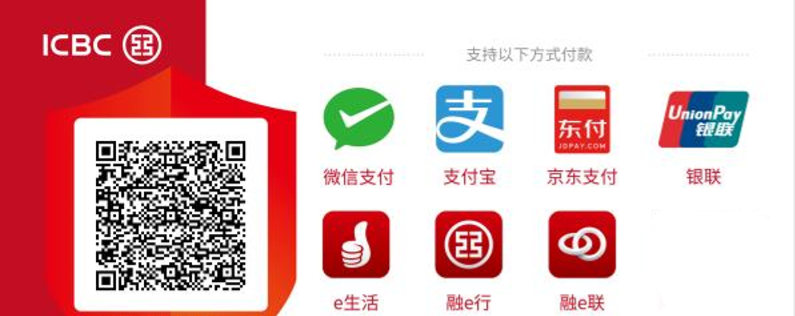 ICBC
支持以下方式付款
支
东付
JDPAY.COM
UnionPay
银联
微信支付
支付宝
京东支付
银联
e生活
融e行
融e联